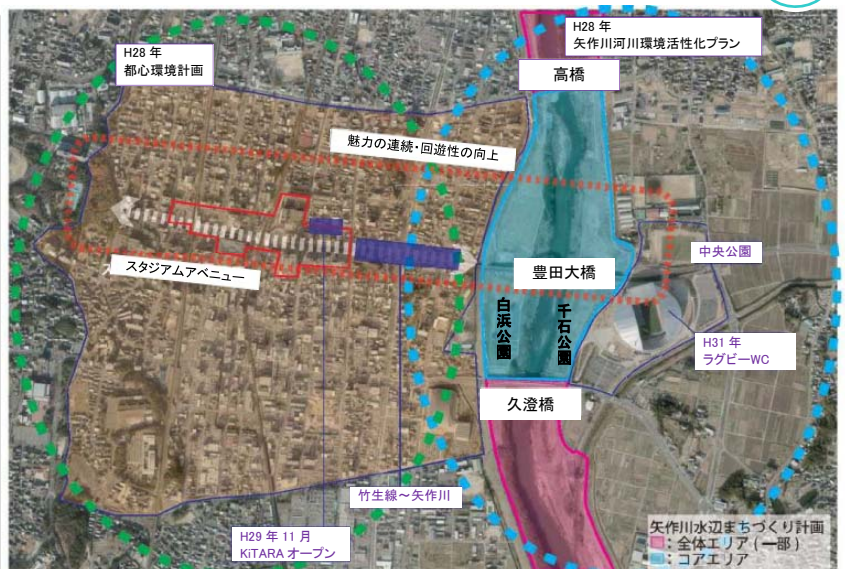 H28 年
都心環境計画
H28 年
矢作川河川環境活性化プラン
高橋
魅力の連続・回遊性の向上
中央公園
スタジアムアベニュー
豊田大橋
白浜公園
千石公園
H31 年
ラグビーWC
久澄橋
竹生線~矢作川
H29 年 11 月
KiTARA オープン
矢作川水辺まちづくり計画
:全体エリア(一部)
:コアエリア